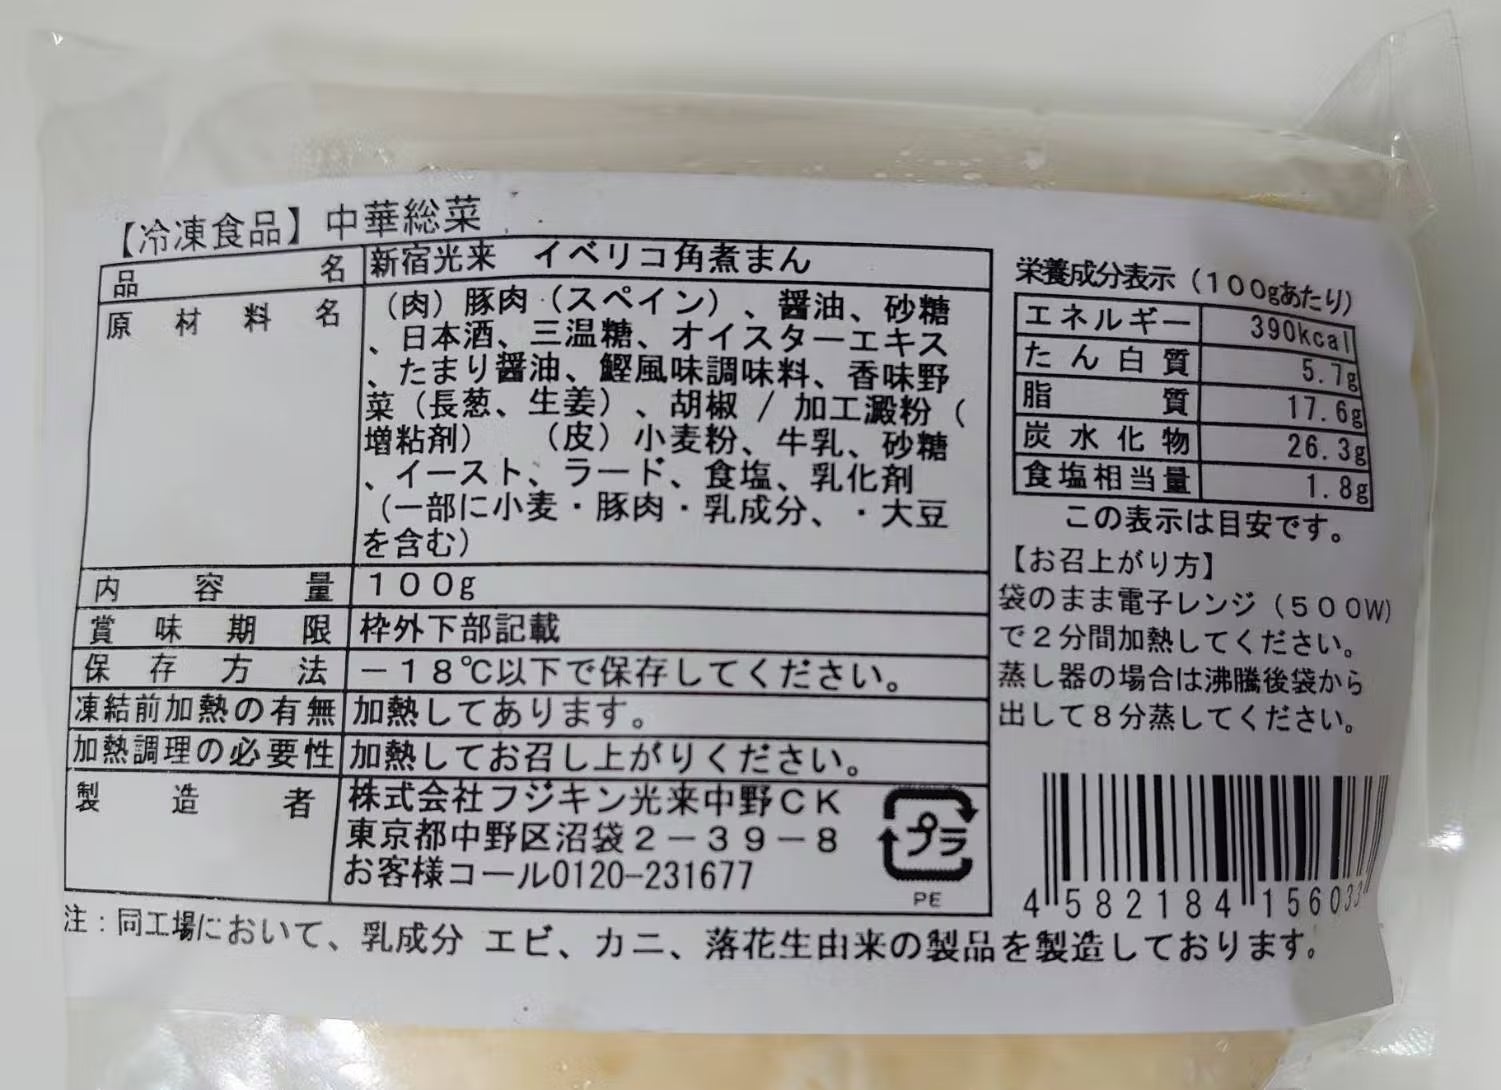 【冷凍食品】中華総菜
品名 新宿光来 イベリコ角煮まん
原材料名 (肉)豚肉(スペイン)、醤油、砂糖
、日本酒、三温糖、オイスターエキス
、たまり醤油、鰹風味調味料、香味野
菜(長葱、生姜)、胡椒/加工澱粉(
増粘剤) (皮)小麦粉、牛乳、砂糖
、イースト、ラード、食塩、乳化剤
(一部に小麦・豚肉・乳成分、・大豆
を含む)
内容量 100g
賞味期限 枠外下部記載
保存方法 -18℃以下で保存してください。
凍結前加熱の有無 加熱してあります。
加熱調理の必要性 加熱してお召し上がりください。
製造者 株式会社フジキン光来中野CK
東京都中野区沼袋2-39-8
お客様コール0120-231677
プラ
PE
注:同工場において、乳成分 エビ、カニ、落花生由来の製品を製造しております。
栄養成分表示(100gあたり)
エネルギー 390kcal
たん白質 5.7g
脂質 17.6g
炭水化物 26.3g
食塩相当量 1.8g
この表示は目安です。
【お召上がり方】
袋のまま電子レンジ(500W)
で2分間加熱してください。
蒸し器の場合は沸騰後袋から
出して8分蒸してください。
4 582184 156033